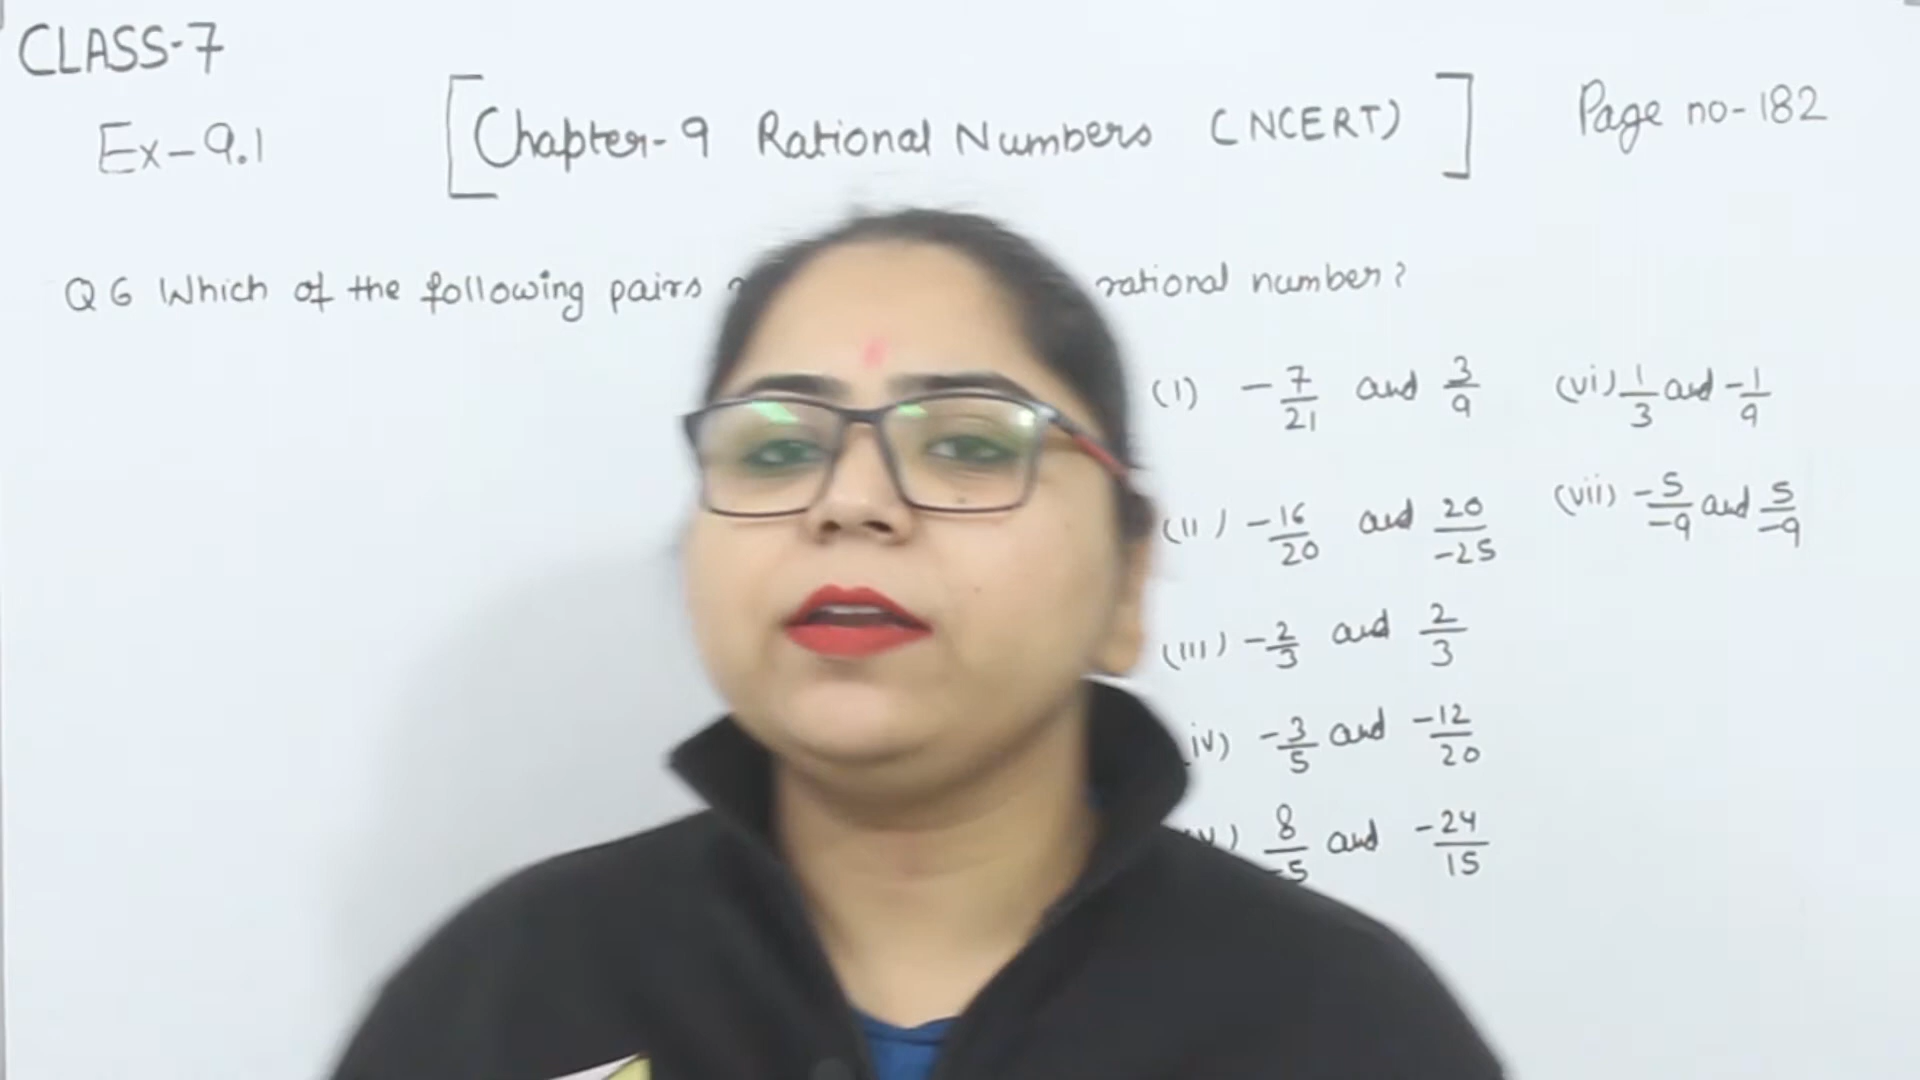 CLASS-7
Ex-9.1 [Chapter-9 Rational Numbers (NCERT)] Page no-182
Q6 Which of the following pairs rational number?
(I) -7/21 and 3/9 (vi) 1/3 and -1/9
(II) -16/20 and 20/-25 (vii) -5/-9 and 5/-9
(III) -2/3 and 2/3
iv) -3/5 and -12/20
v) 8/-5 and -24/15